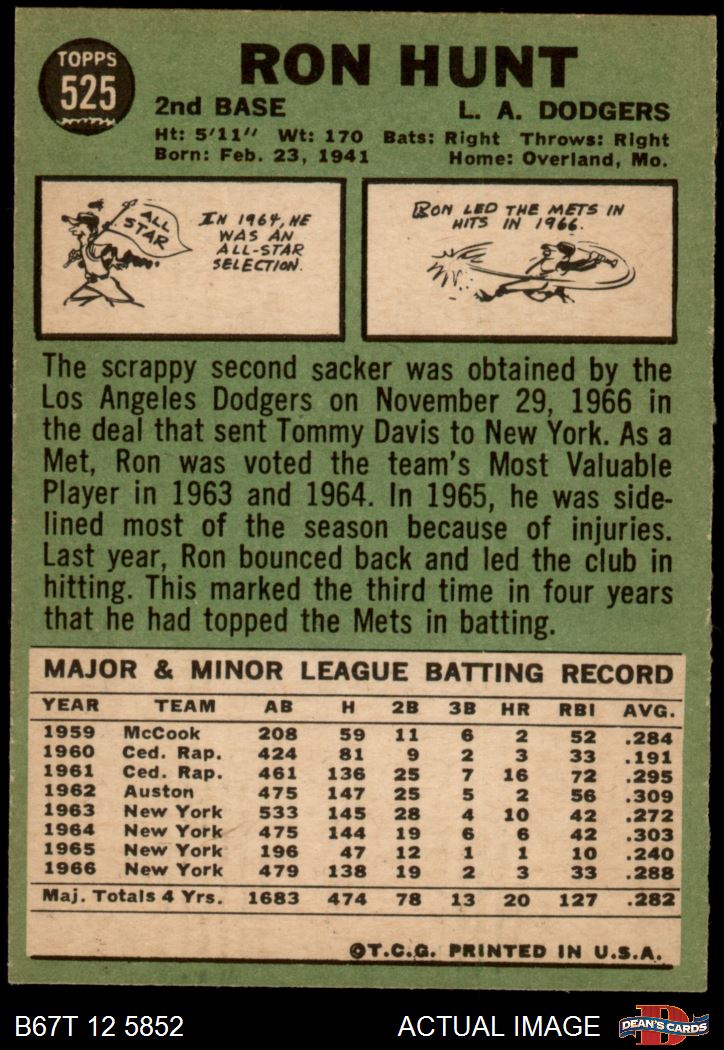 TOPPS
525
RON HUNT
2nd BASE L. A. DODGERS
Ht: 5'11" Wt: 170 Bats: Right Throws: Right
Born: Feb. 23, 1941 Home: Overland, Mo.
ALL
STAR
IN 1964, HE
WAS AN
ALL-STAR
SELECTION.
RON LED THE METS IN
HITS IN 1966.
The scrappy second sacker was obtained by the
Los Angeles Dodgers on November 29, 1966 in
the deal that sent Tommy Davis to New York. As a
Met, Ron was voted the team's Most Valuable
Player in 1963 and 1964. In 1965, he was side-
lined most of the season because of injuries.
Last year, Ron bounced back and led the club in
hitting. This marked the third time in four years
that he had topped the Mets in batting.
MAJOR & MINOR LEAGUE BATTING RECORD
YEAR TEAM AB H 2B 3B HR RBI AVG.
1959 McCook 208 59 11 6 2 52 .284
1960 Ced. Rap. 424 81 9 2 3 33 .191
1961 Ced. Rap. 461 136 25 7 16 72 .295
1962 Auston 475 147 25 5 2 56 .309
1963 New York 533 145 28 4 10 42 .272
1964 New York 475 144 19 6 6 42 .303
1965 New York 196 47 12 1 1 10 .240
1966 New York 479 138 19 2 3 33 .288
Maj. Totals 4 Yrs. 1683 474 78 13 20 127 .282
©T.C.G. PRINTED IN U.S.A.
B67T 12 5852 ACTUAL IMAGE
D
DEAN'S CARDS